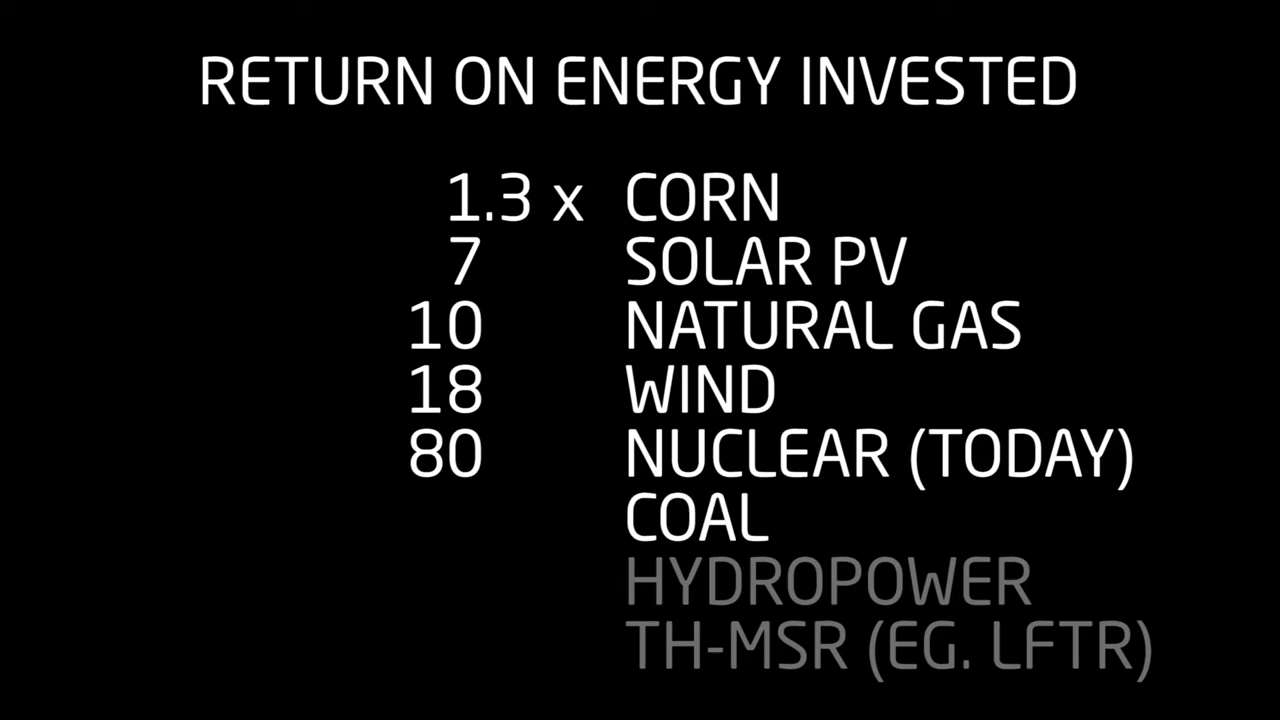 RETURN ON ENERGY INVESTED
1.3 x CORN
7 SOLAR PV
10 NATURAL GAS
18 WIND
80 NUCLEAR (TODAY)
COAL
HYDROPOWER
TH-MSR (EG. LFTR)